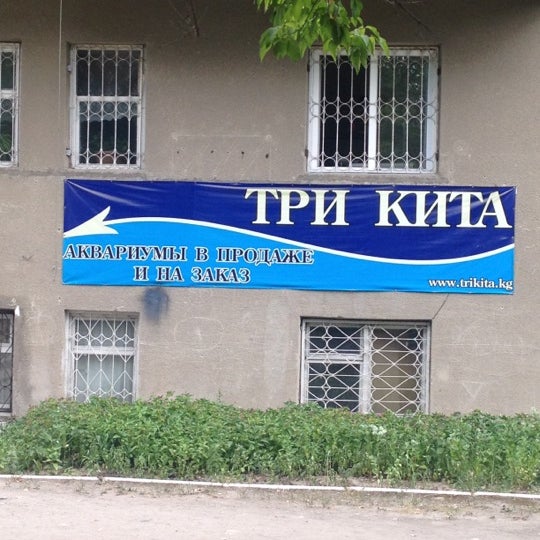 ТРИ КИТА
АКВАРИУМЫ В ПРОДАЖЕ
И НА ЗАКАЗ
www.trikita.kg